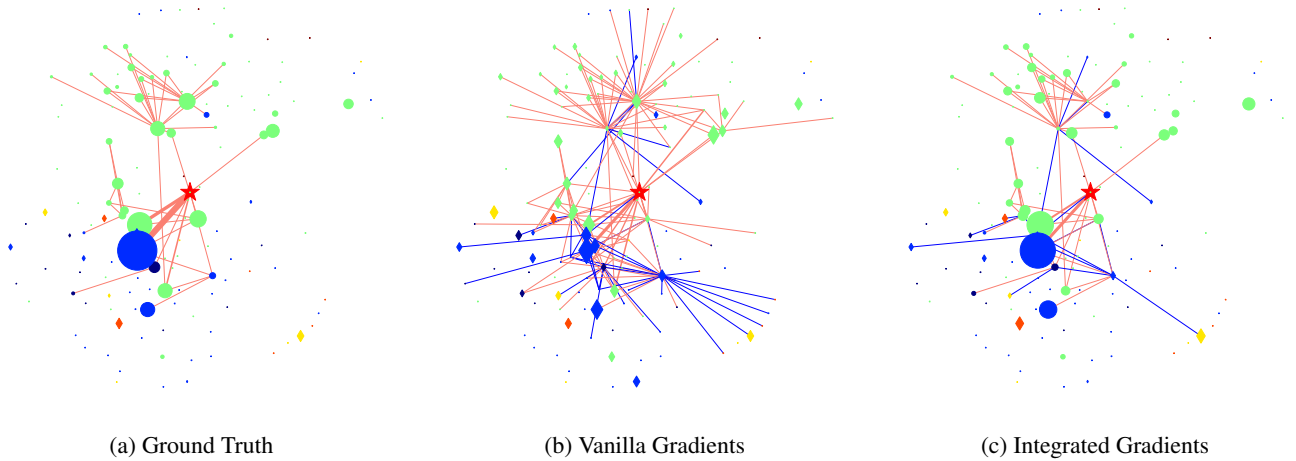 (a) Ground Truth
(b) Vanilla Gradients
(c) Integrated Gradients